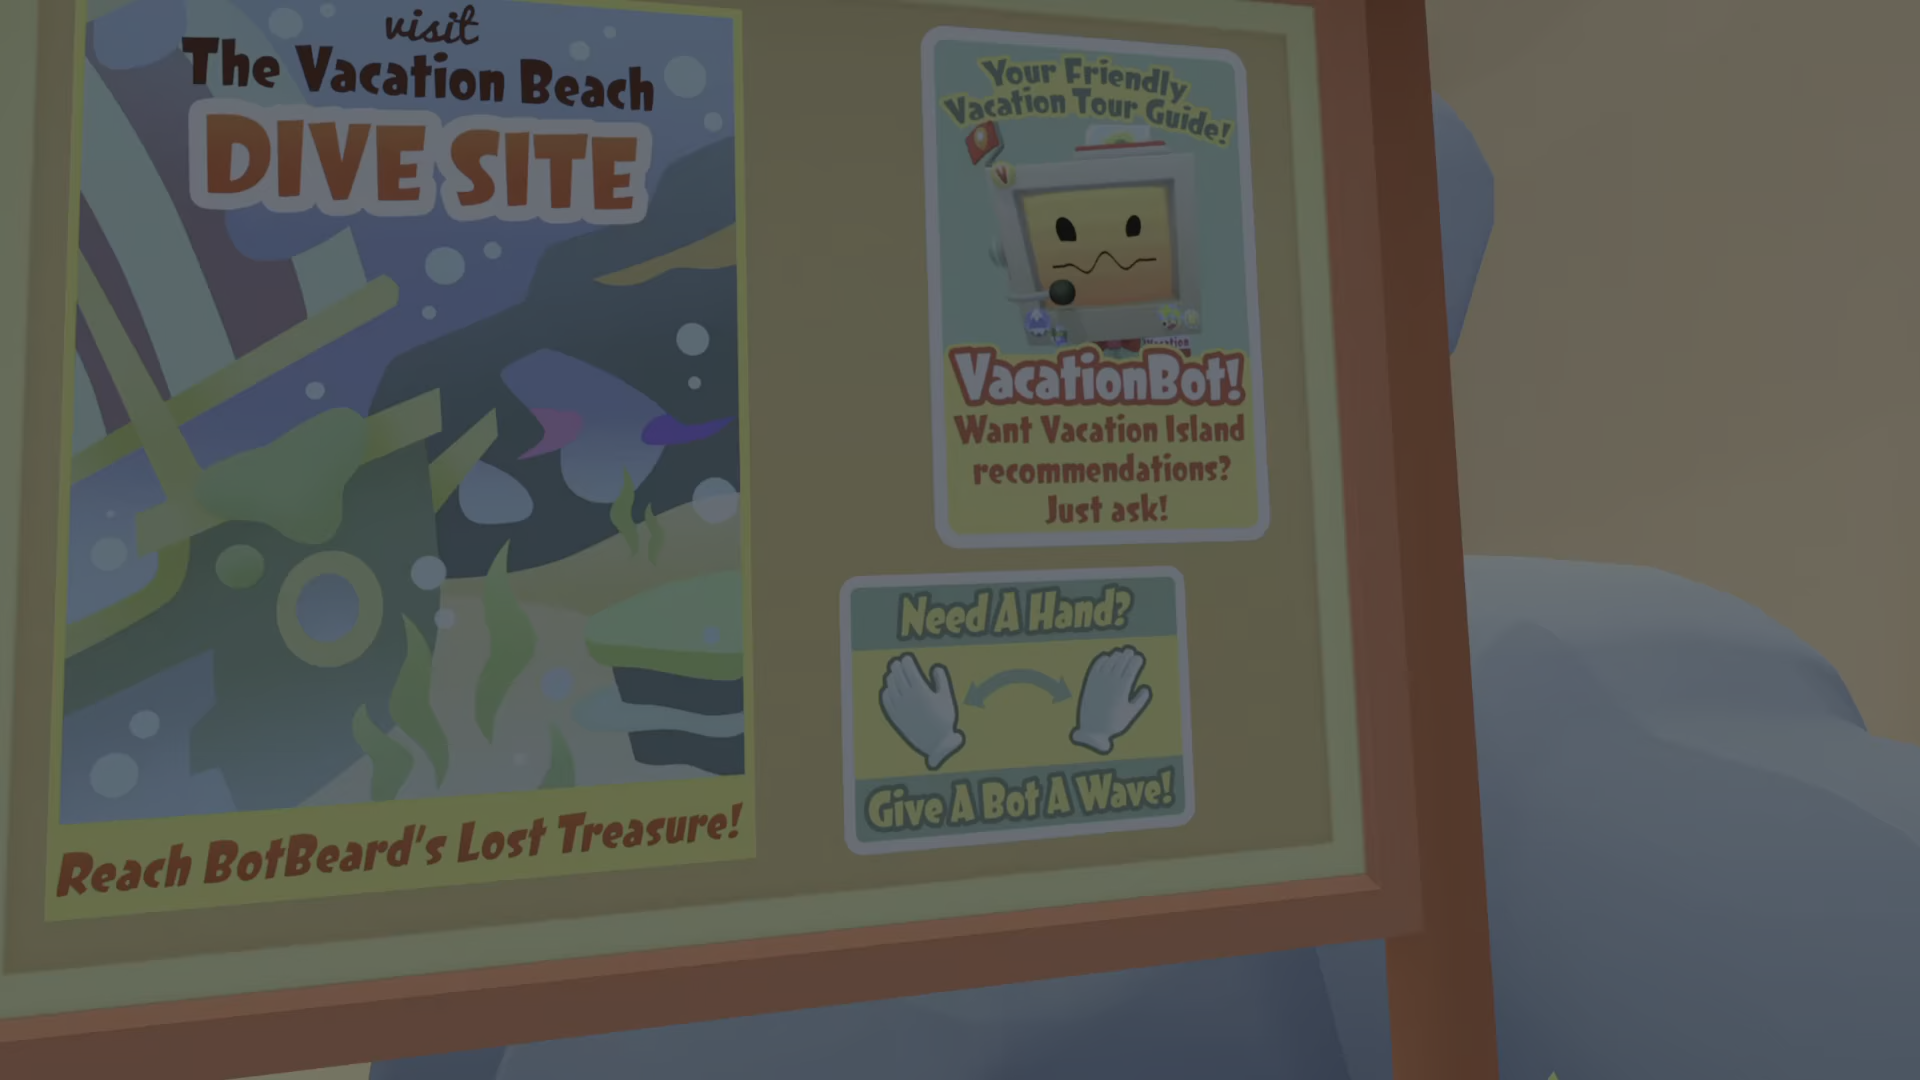 visit
The Vacation Beach
DIVE SITE
Reach BotBeard's Lost Treasure!
Your Friendly
Vacation Tour Guide!
V
Vacation
VacationBot!
Want Vacation Island
recommendations?
Just ask!
Need A Hand?
Give A Bot A Wave!